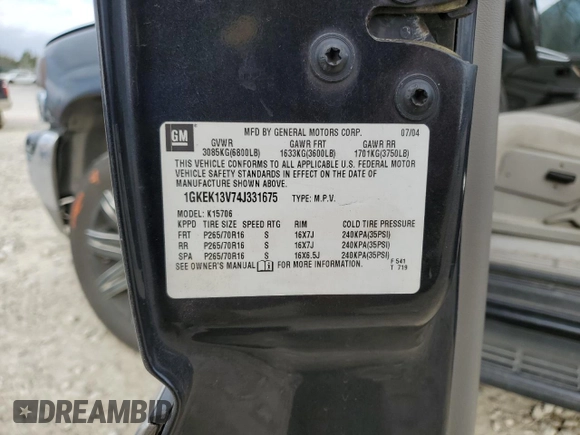 GM
MFD BY GENERAL MOTORS CORP. 07/04
GVWR GAWR FRT GAWR RR
3085KG(6800LB) 1633KG(3600LB) 1701KG(3750LB)
THIS VEHICLE CONFORMS TO ALL APPLICABLE U.S. FEDERAL MOTOR
VEHICLE SAFETY STANDARDS IN EFFECT ON THE DATE OF
MANUFACTURE SHOWN ABOVE.
1GKEK13V74J331675 TYPE: M.P.V.
MODEL: K15706
KPPD TIRE SIZE SPEED RTG RIM COLD TIRE PRESSURE
FRT P265/70R16 S 16X7J 240KPA(35PSI)
RR P265/70R16 S 16X7J 240KPA(35PSI)
SPA P265/70R16 S 16X6.5J 240KPA(35PSI)
SEE OWNER'S MANUAL FOR MORE INFORMATION. F 541
T 719
DREAMBID